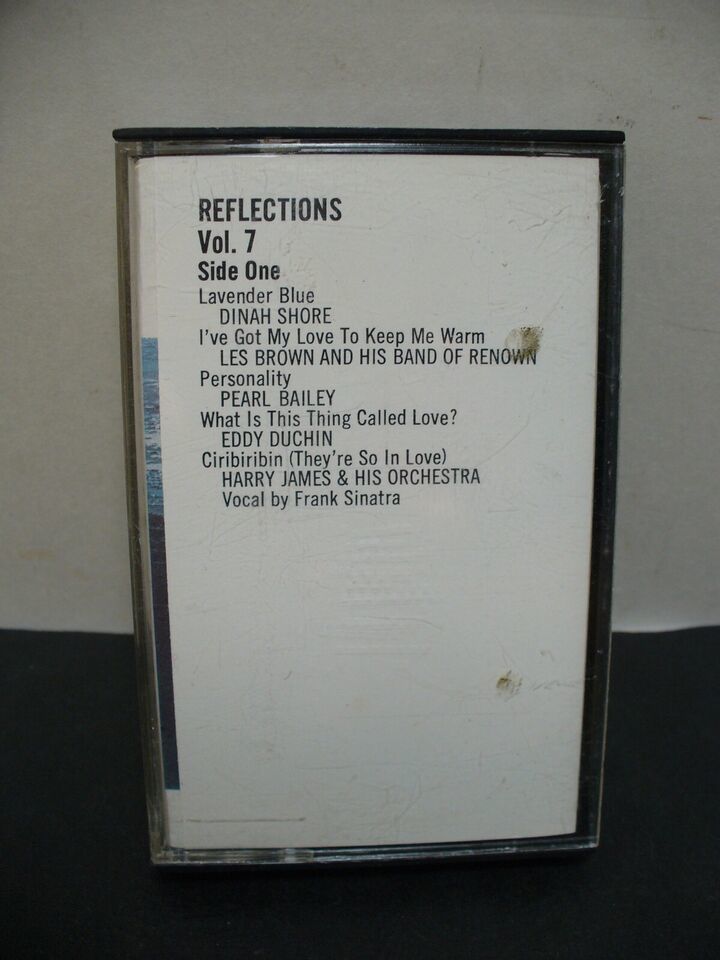 REFLECTIONS
Vol. 7
Side One
Lavender Blue
DINAH SHORE
I've Got My Love To Keep Me Warm
LES BROWN AND HIS BAND OF RENOWN
Personality
PEARL BAILEY
What Is This Thing Called Love?
EDDY DUCHIN
Ciribiribin (They're So In Love)
HARRY JAMES & HIS ORCHESTRA
Vocal by Frank Sinatra